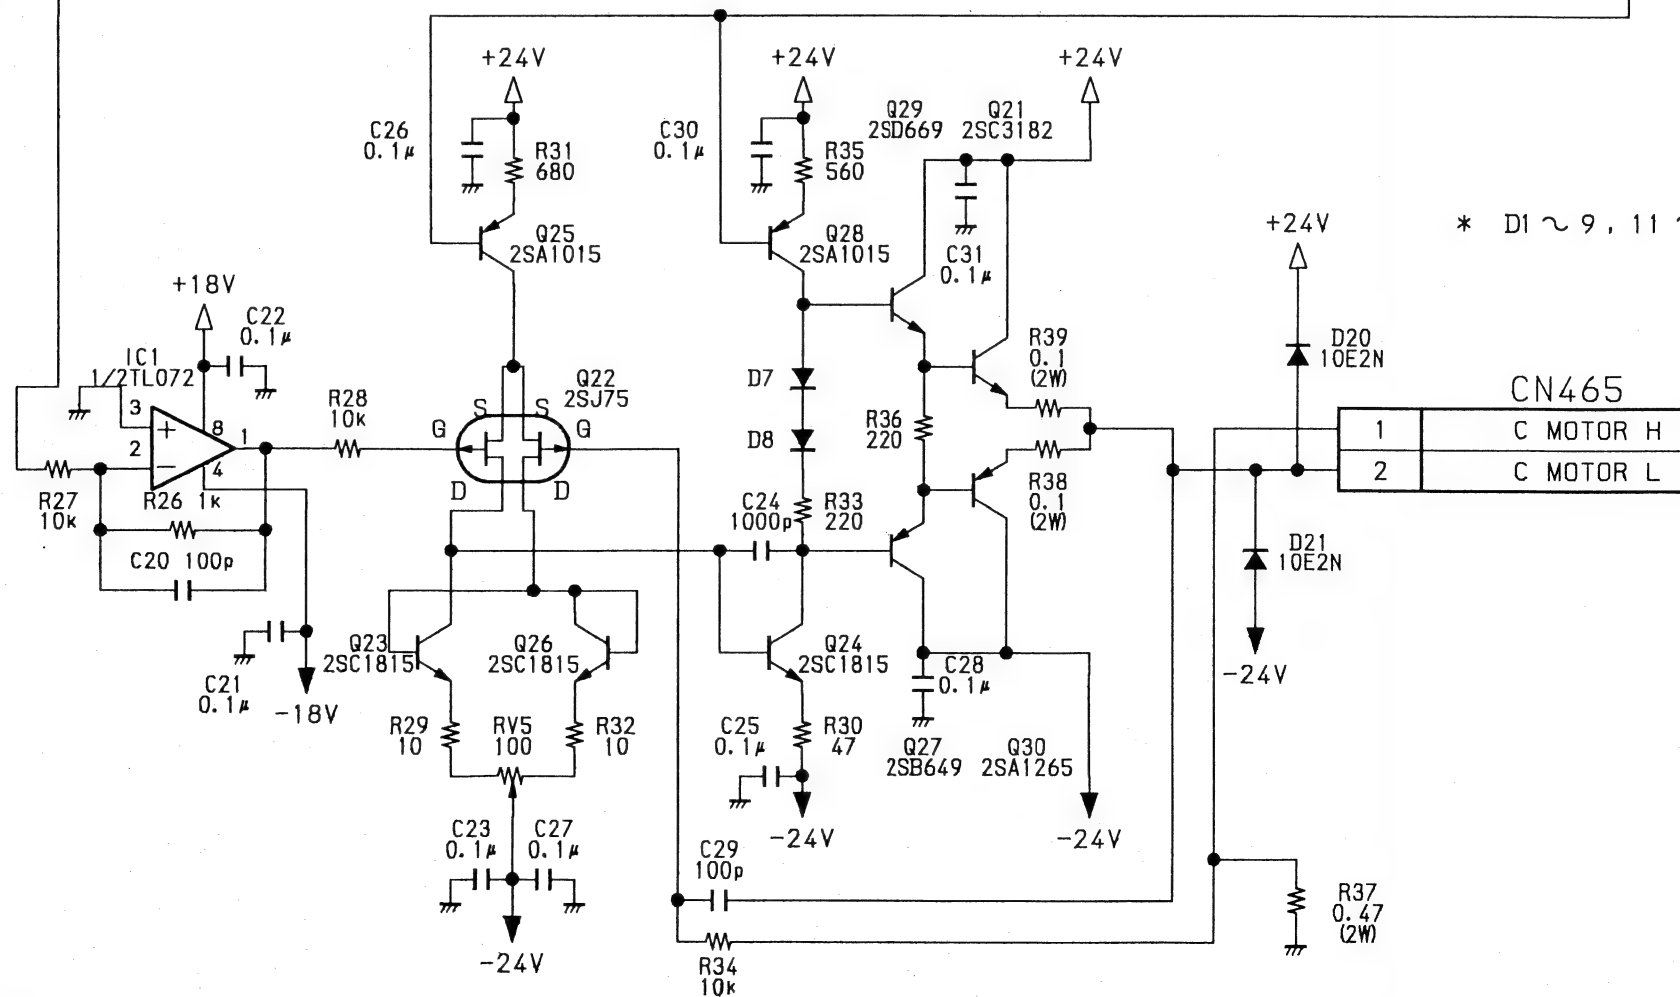 +24V
+24V
+24V
C26
0.1μ
R31
680
C30
0.1μ
R35
560
Q29
2SD669
Q21
2SC3182
Q25
2SA1015
Q28
2SA1015
C31
0.1μ
+24V
* D1 ~ 9 , 11
+18V
C22
0.1μ
IC1
1/2TL072
3
+
8
2
−
1
4
R27
10k
R26 1k
C20 100p
R28
10k
Q22
2SJ75
S S
G G
D D
D7
D8
R36
220
R39
0.1
(2W)
R38
0.1
(2W)
D20
10E2N
CN465
1 C MOTOR H
2 C MOTOR L
C24
1000p
R33
220
D21
10E2N
-24V
C21
0.1μ
-18V
Q23
2SC1815
Q26
2SC1815
Q24
2SC1815
C28
0.1μ
R29
10
RV5
100
R32
10
C25
0.1μ
R30
47
Q27
2SB649
Q30
2SA1265
-24V
-24V
C23
0.1μ
C27
0.1μ
C29
100p
R37
0.47
(2W)
-24V
R34
10k